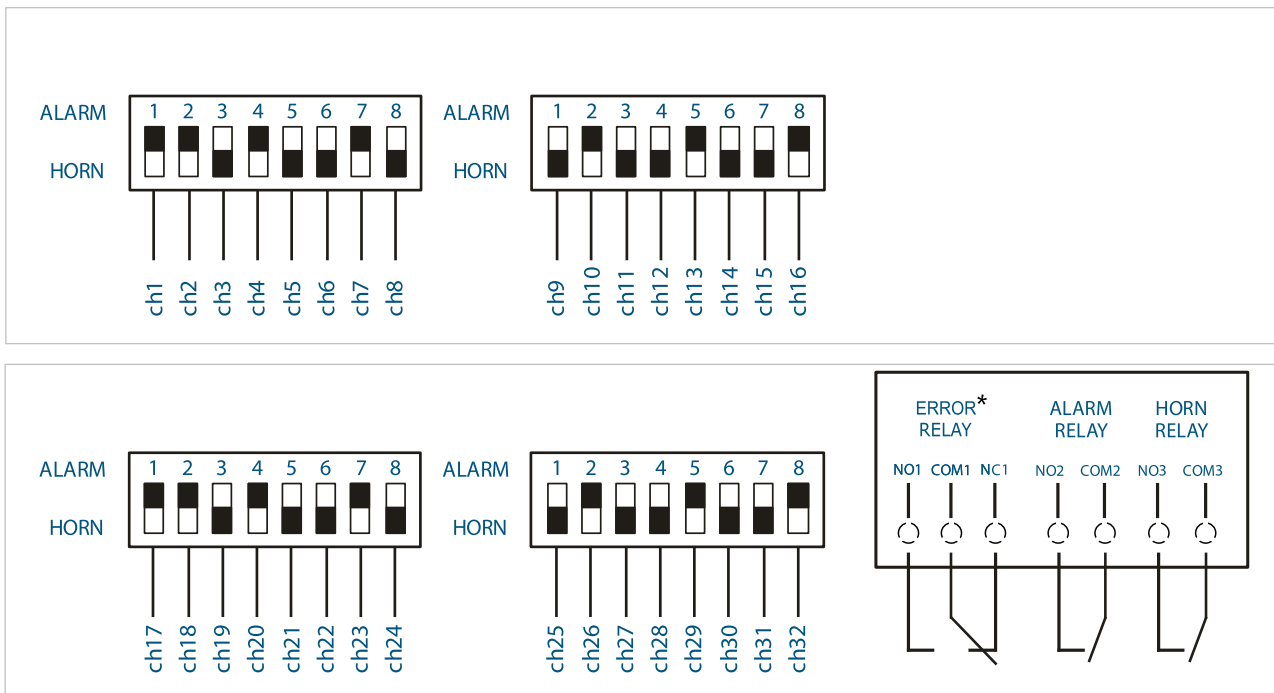 ALARM 1 2 3 4 5 6 7 8
HORN
ch1 ch2 ch3 ch4 ch5 ch6 ch7 ch8
ALARM 1 2 3 4 5 6 7 8
HORN
ch9 ch10 ch11 ch12 ch13 ch14 ch15 ch16
ALARM 1 2 3 4 5 6 7 8
HORN
ch17 ch18 ch19 ch20 ch21 ch22 ch23 ch24
ALARM 1 2 3 4 5 6 7 8
HORN
ch25 ch26 ch27 ch28 ch29 ch30 ch31 ch32
ERROR*
RELAY
ALARM
RELAY
HORN
RELAY
NO1 COM1 NC1 NO2 COM2 NO3 COM3